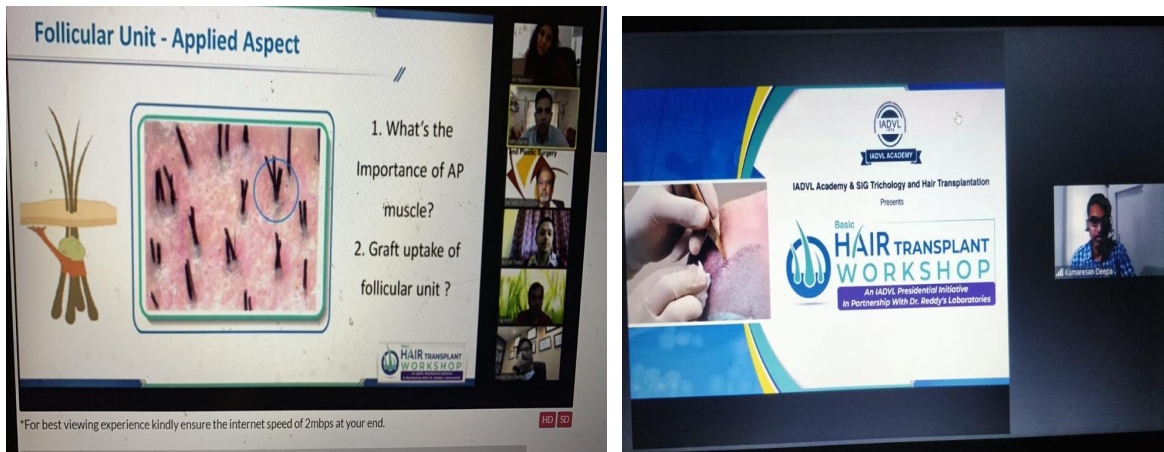 Follicular Unit - Applied Aspect
1. What's the
Importance of AP
muscle?
2. Graft uptake of
follicular unit ?
Basic
HAIR TRANSPLANT
WORKSHOP
*For best viewing experience kindly ensure the internet speed of 2mbps at your end.
HD SD
IADVL
IADVL ACADEMY
IADVL Academy & SIG Trichology and Hair Transplantation
Presents
Basic
HAIR TRANSPLANT
WORKSHOP
An IADVL Presidential Initiative
In Partnership With Dr. Reddy's Laboratories
Kumaresan Deepa